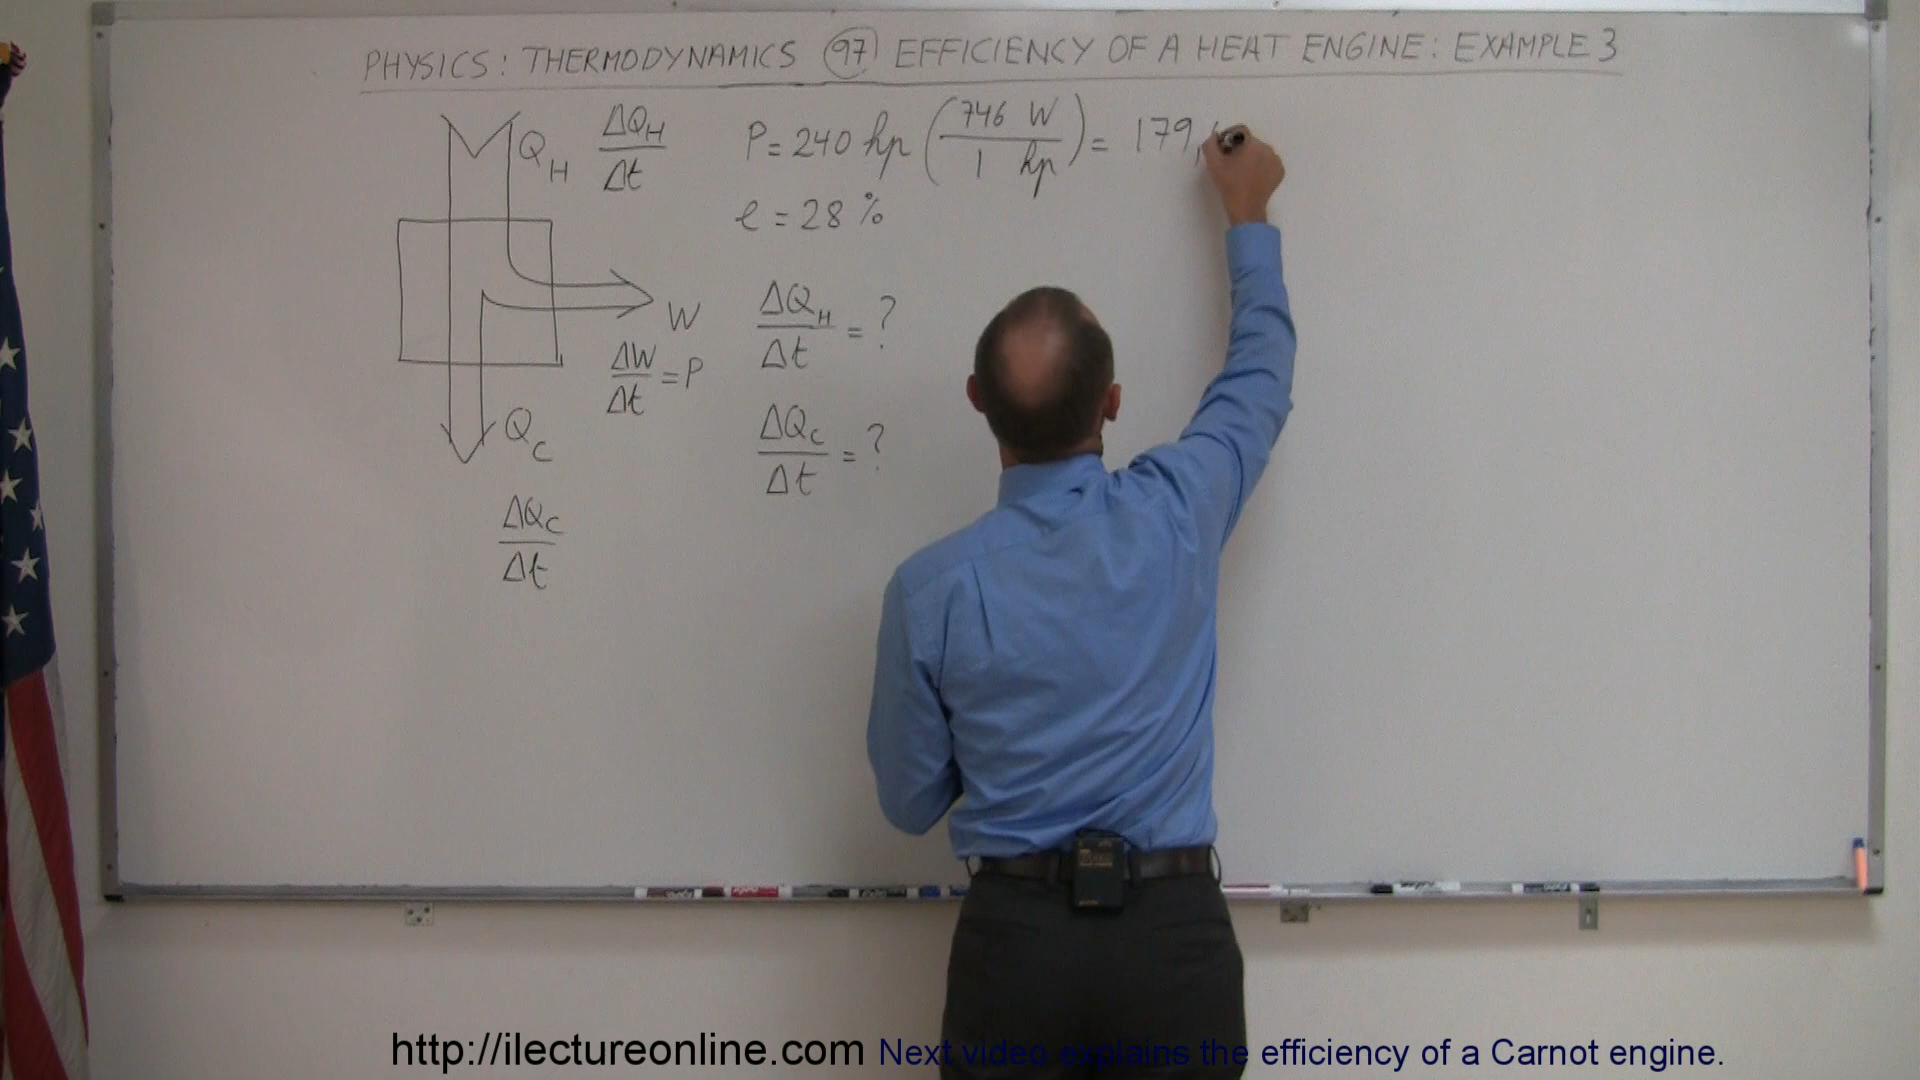 PHYSICS: THERMODYNAMICS 97 EFFICIENCY OF A HEAT ENGINE: EXAMPLE 3
Q_H ΔQ_H/Δt
P = 240 hp (746 W / 1 hp) = 179,
e = 28 %
W
ΔW/Δt = P
ΔQ_H/Δt = ?
Q_C
ΔQ_C/Δt = ?
ΔQ_C/Δt
http://ilectureonline.com Next video explains the efficiency of a Carnot engine.